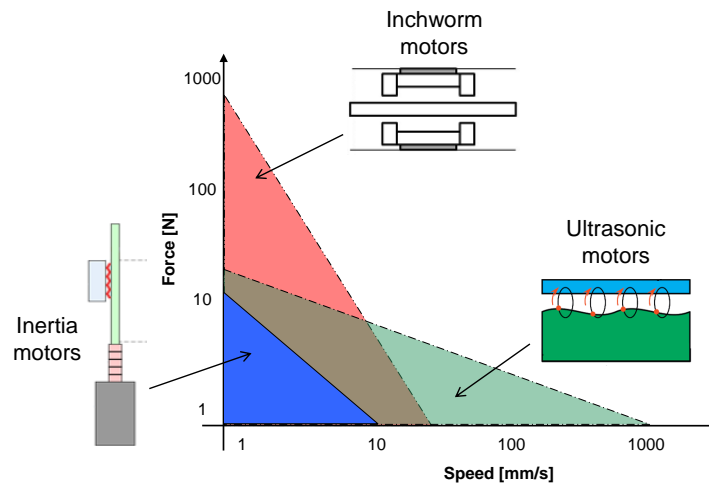 Inchworm
motors
1000
100
10
1
Force [N]
Ultrasonic
motors
Inertia
motors
1 10 100 1000
Speed [mm/s]